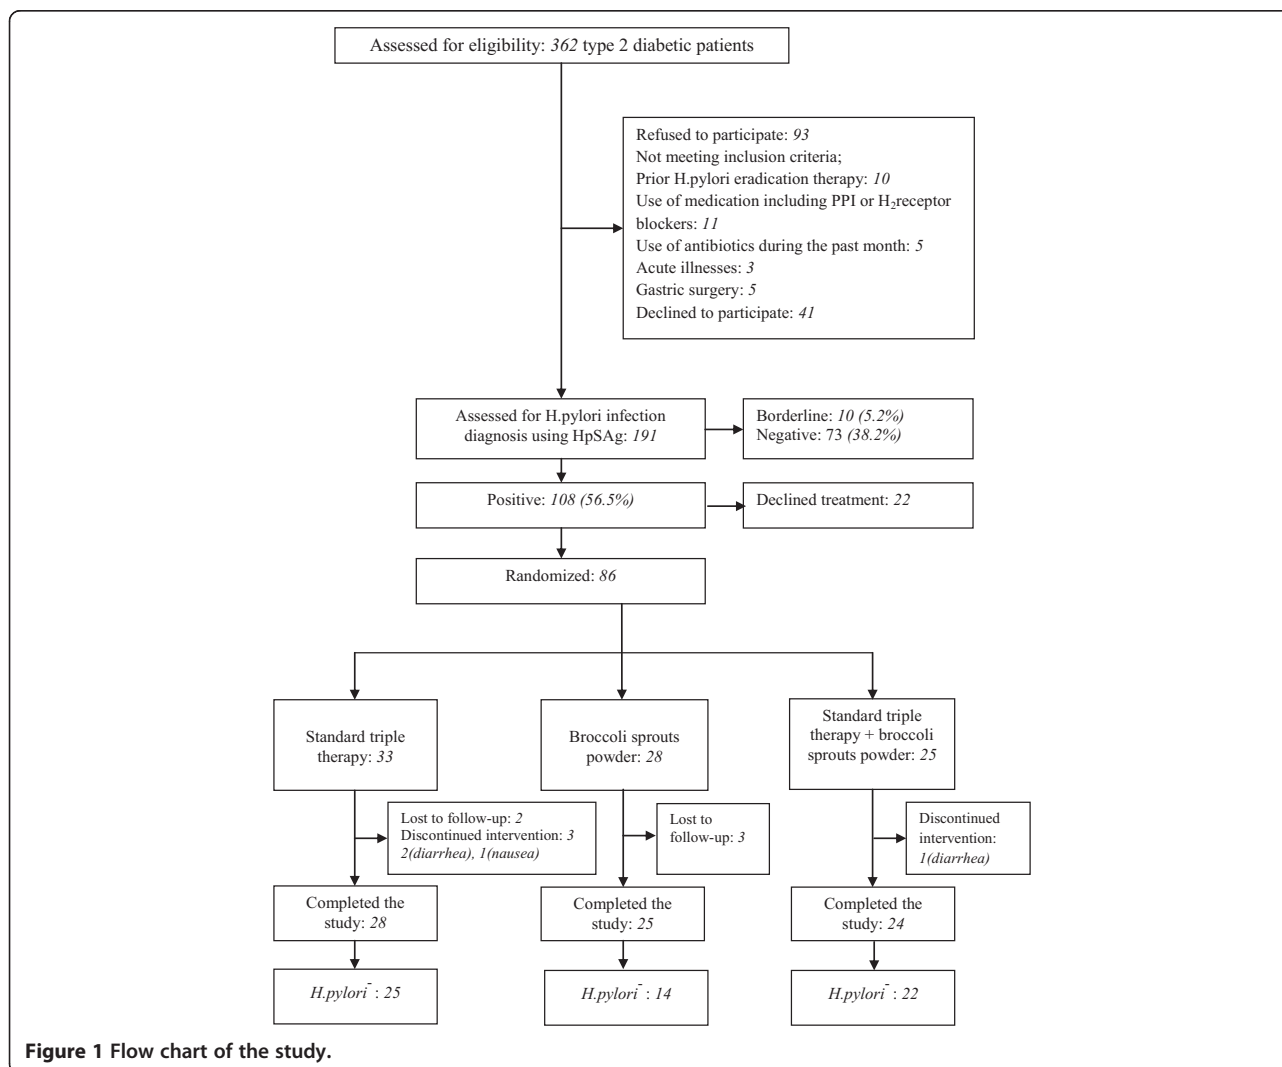 Assessed for eligibility: 362 type 2 diabetic patients
Refused to participate: 93
Not meeting inclusion criteria;
Prior H.pylori eradication therapy: 10
Use of medication including PPI or H₂receptor
blockers: 11
Use of antibiotics during the past month: 5
Acute illnesses: 3
Gastric surgery: 5
Declined to participate: 41
Assessed for H.pylori infection
diagnosis using HpSAg: 191
Borderline: 10 (5.2%)
Negative: 73 (38.2%)
Positive: 108 (56.5%)
Declined treatment: 22
Randomized: 86
Standard triple
therapy: 33
Broccoli sprouts
powder: 28
Standard triple
therapy + broccoli
sprouts powder: 25
Lost to follow-up: 2
Discontinued intervention: 3
2(diarrhea), 1(nausea)
Lost to
follow-up: 3
Discontinued
intervention:
1(diarrhea)
Completed the
study: 28
Completed the
study: 25
Completed the
study: 24
H.pylori⁻ : 25
H.pylori⁻ : 14
H.pylori⁻ : 22
Figure 1 Flow chart of the study.